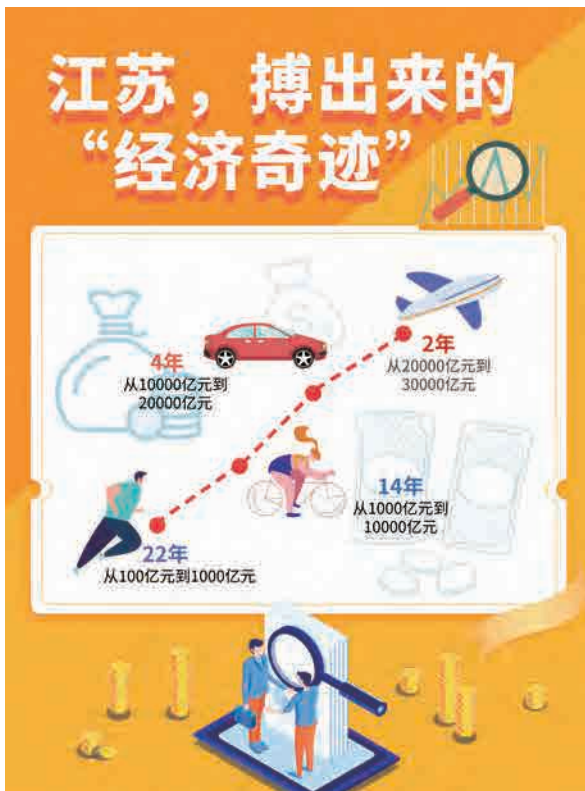 江苏，搏出来的
“经济奇迹”
4年
从10000亿元到
20000亿元
2年
从20000亿元到
30000亿元
14年
从1000亿元到
10000亿元
22年
从100亿元到1000亿元